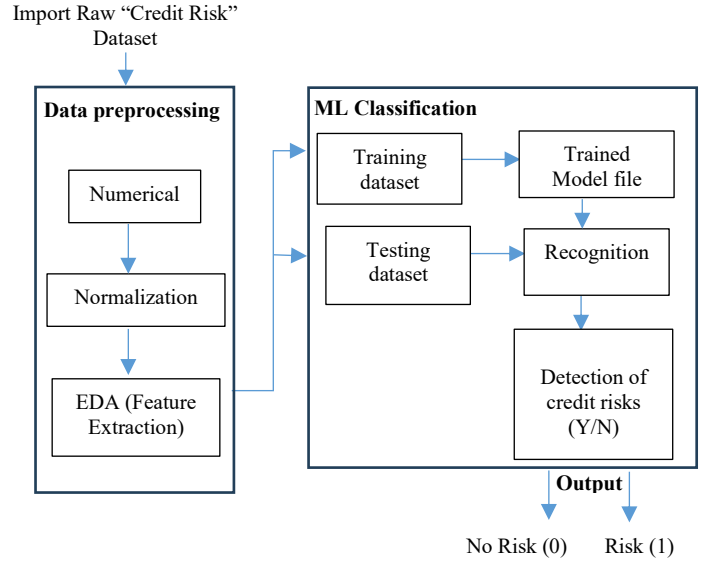 Import Raw “Credit Risk”
Dataset
Data preprocessing
Numerical
Normalization
EDA (Feature
Extraction)
ML Classification
Training
dataset
Trained
Model file
Testing
dataset
Recognition
Detection of
credit risks
(Y/N)
Output
No Risk (0)
Risk (1)